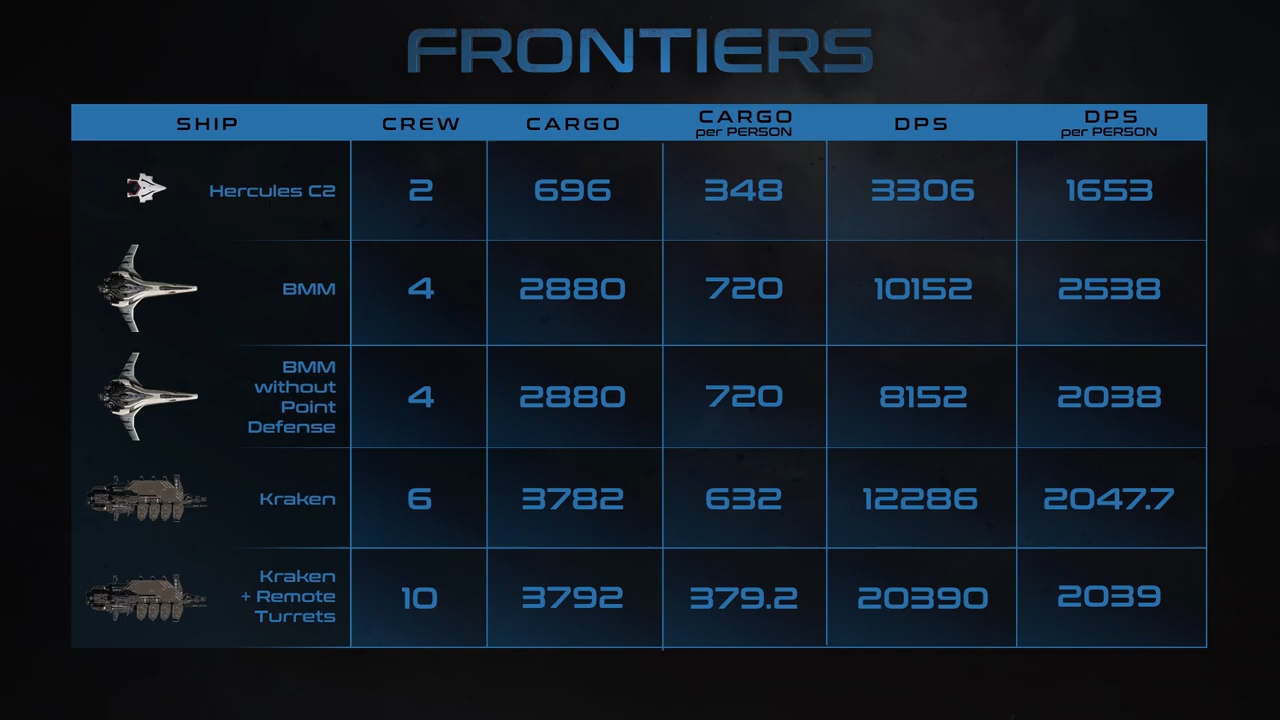 FRONTIERS
SHIP CREW CARGO CARGO per PERSON DPS DPS per PERSON
Hercules C2 2 696 348 3306 1653
BMM 4 2880 720 10152 2538
BMM
without
Point
Defense
4 2880 720 8152 2038
Kraken 6 3782 632 12286 2047.7
Kraken
+ Remote
Turrets
10 3792 379.2 20390 2039